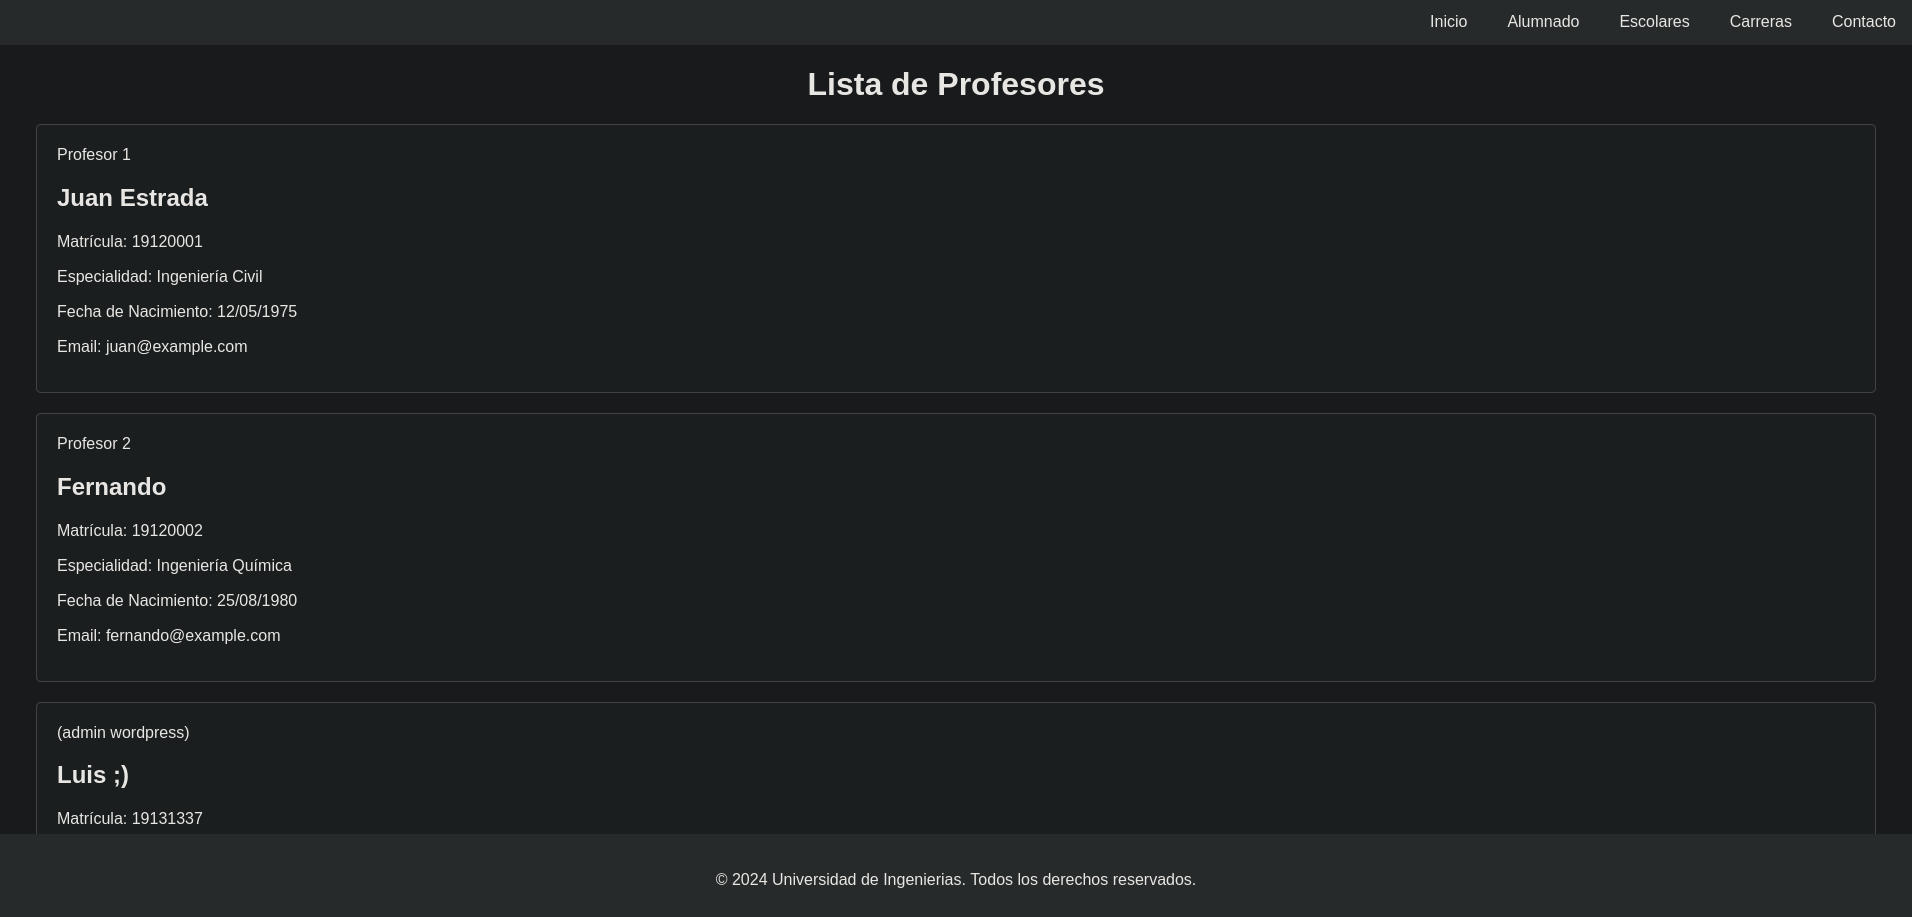 Inicio Alumnado Escolares Carreras Contacto
Lista de Profesores
Profesor 1
Juan Estrada
Matrícula: 19120001
Especialidad: Ingeniería Civil
Fecha de Nacimiento: 12/05/1975
Email: juan@example.com
Profesor 2
Fernando
Matrícula: 19120002
Especialidad: Ingeniería Química
Fecha de Nacimiento: 25/08/1980
Email: fernando@example.com
(admin wordpress)
Luis ;)
Matrícula: 19131337
© 2024 Universidad de Ingenierias. Todos los derechos reservados.